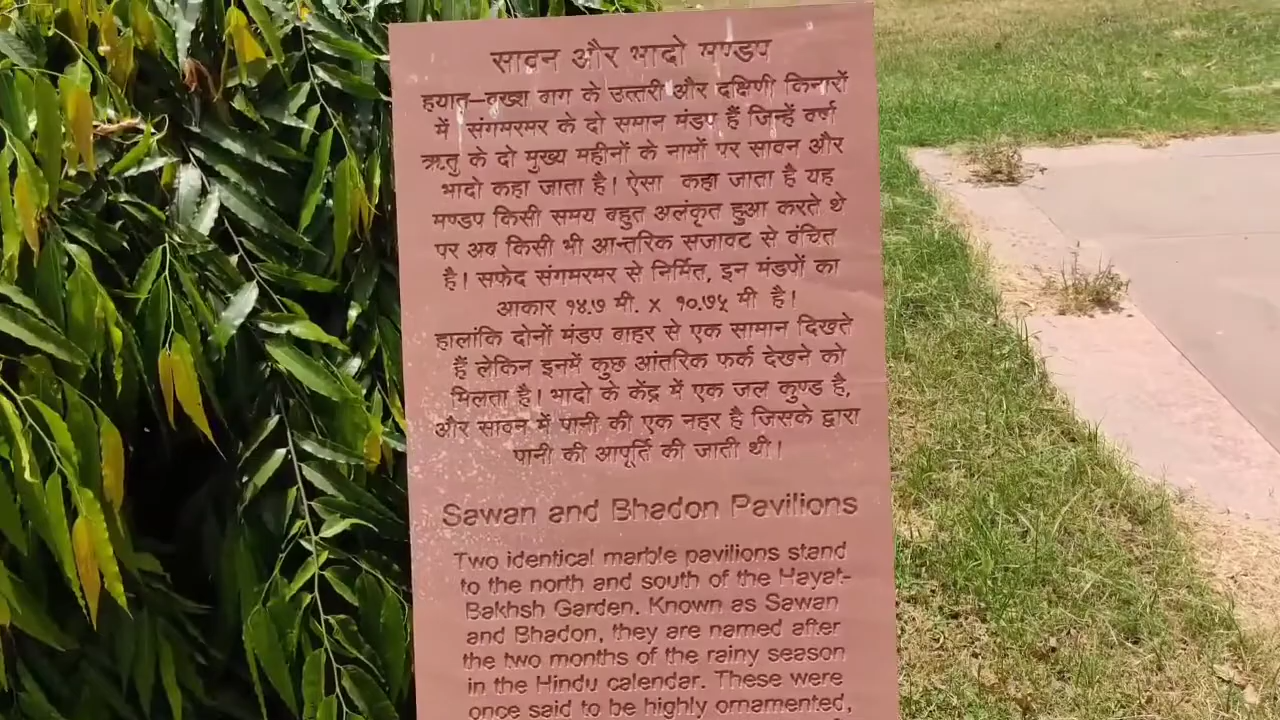 सावन और भादो मण्डप
हयात-बख्श बाग के उत्तरी और दक्षिणी किनारों
में संगमरमर के दो समान मंडप हैं जिन्हें वर्षा
ऋतु के दो मुख्य महीनों के नामों पर सावन और
भादो कहा जाता है। ऐसा कहा जाता है यह
मण्डप किसी समय बहुत अलंकृत हुआ करते थे
पर अब किसी भी आन्तरिक सजावट से वंचित
है। सफेद संगमरमर से निर्मित, इन मंडपों का
आकार १४.७ मी. x १०.७५ मी है।
हालांकि दोनों मंडप बाहर से एक सामान दिखते
हैं लेकिन इनमें कुछ आंतरिक फर्क देखने को
मिलता है। भादो के केंद्र में एक जल कुण्ड है,
और सावन में पानी की एक नहर है जिसके द्वारा
पानी की आपूर्ति की जाती थी।
Sawan and Bhadon Pavilions
Two identical marble pavilions stand
to the north and south of the Hayat-
Bakhsh Garden. Known as Sawan
and Bhadon, they are named after
the two months of the rainy season
in the Hindu calendar. These were
once said to be highly ornamented,